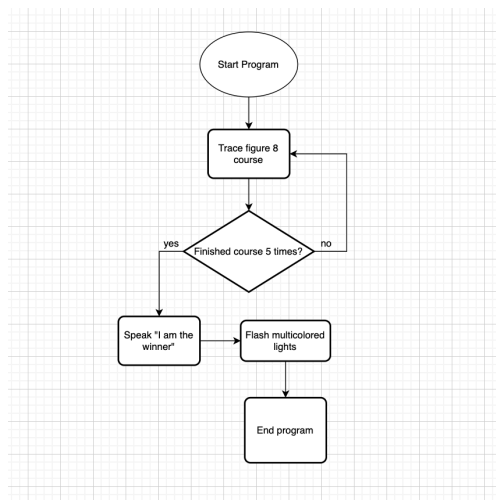 Start Program
Trace figure 8
course
Finished course 5 times?
yes
no
Speak "I am the
winner"
Flash multicolored
lights
End program